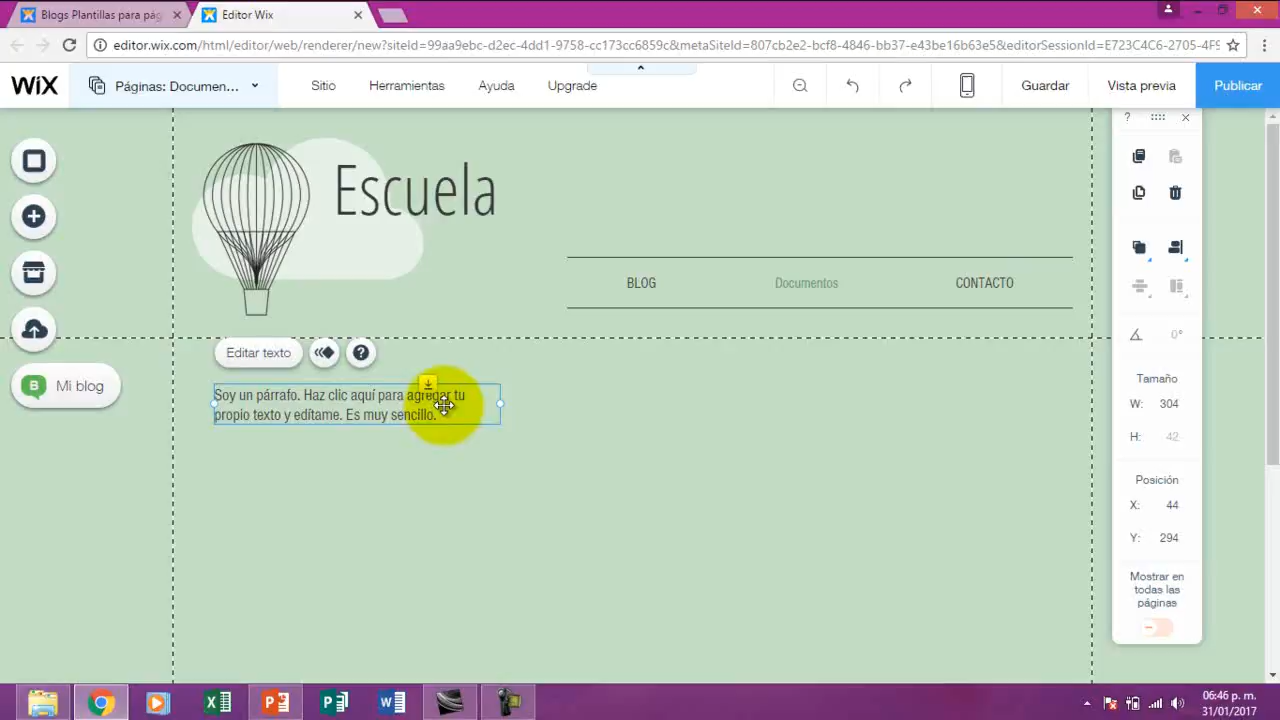 Blogs Plantillas para pág
Editor Wix
editor.wix.com/html/editor/web/renderer/new?siteId=99aa9ebc-d2ec-4dd1-9758-cc173cc6859c&metaSiteId=807cb2e2-bcf8-4846-bb37-e43be16b63e5&editorSessionId=E723C4C6-2705-4F9
WiX
Páginas: Documen...
Sitio
Herramientas
Ayuda
Upgrade
Guardar
Vista previa
Publicar
Escuela
BLOG
Documentos
CONTACTO
Editar texto
?
Soy un párrafo. Haz clic aquí para agregar tu
propio texto y edítame. Es muy sencillo.
B Mi blog
?
0°
Tamaño
W: 304
H: 42
Posición
X: 44
Y: 294
Mostrar en
todas las
páginas
06:46 p. m.
31/01/2017